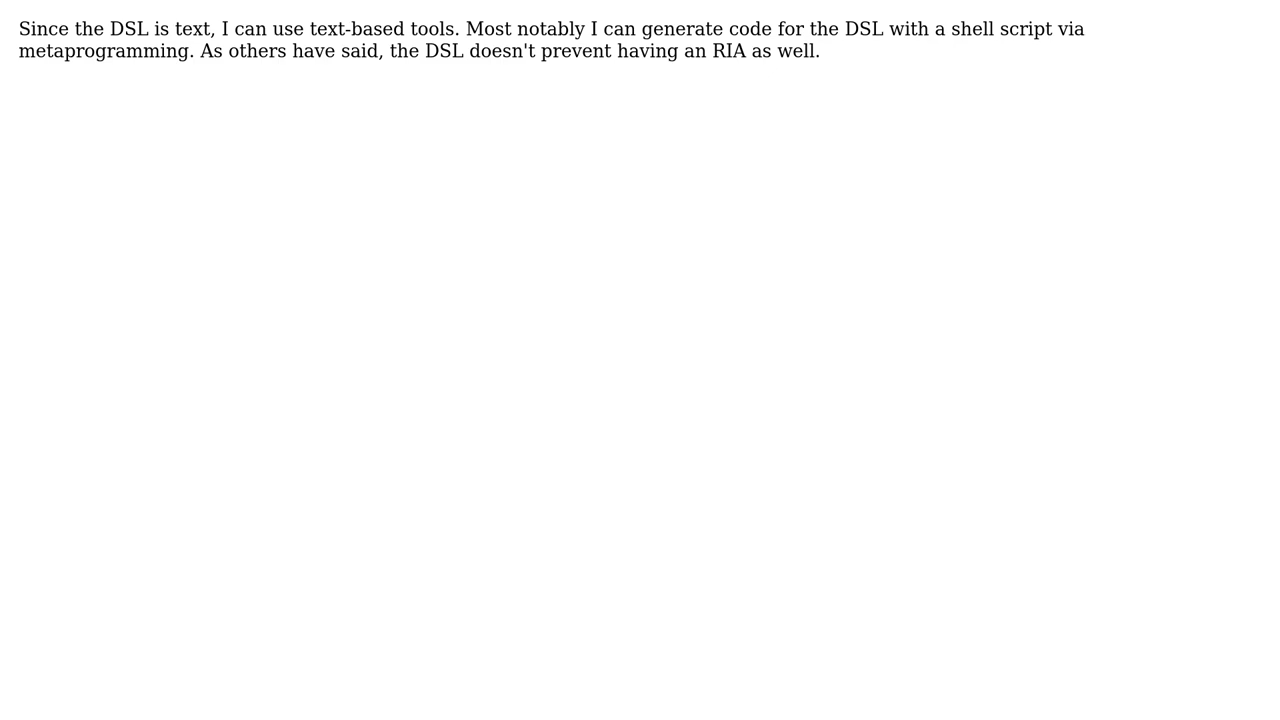 Since the DSL is text, I can use text-based tools. Most notably I can generate code for the DSL with a shell script via
metaprogramming. As others have said, the DSL doesn't prevent having an RIA as well.